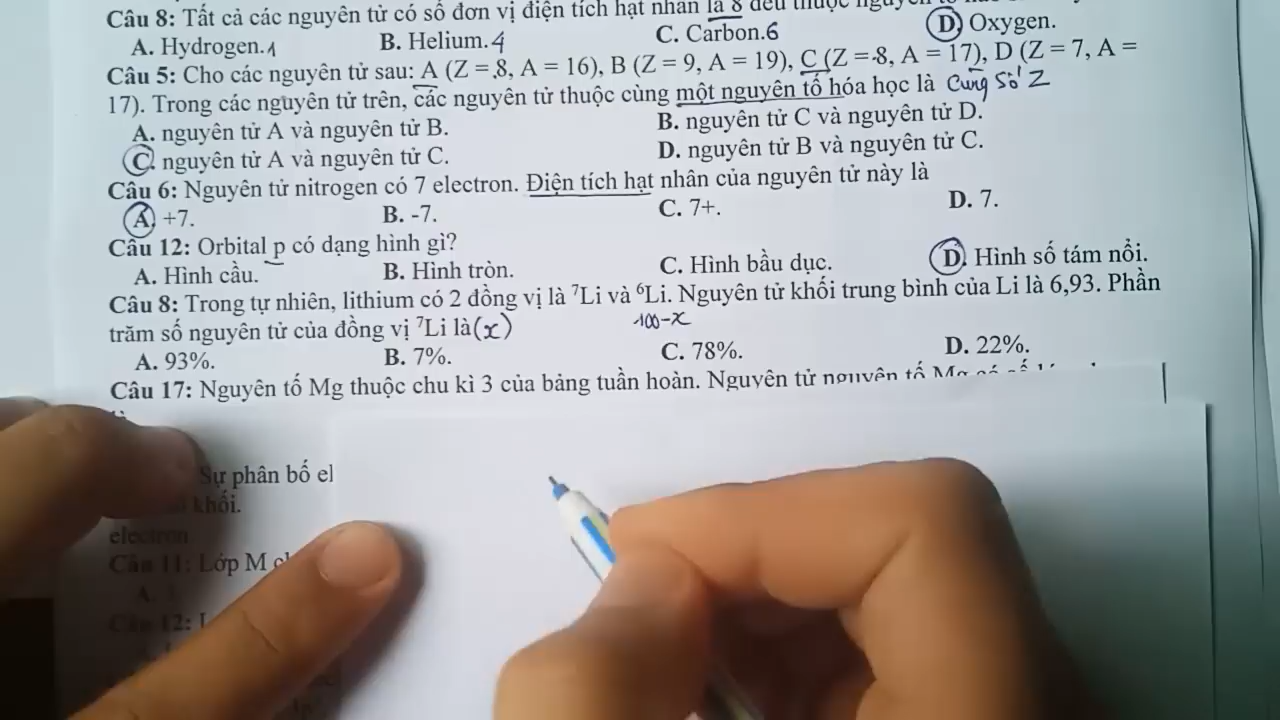 Câu 8: Tất cả các nguyên tử có số đơn vị điện tích hạt nhân là 8 đều thuộc
A. Hydrogen.1 B. Helium.4 C. Carbon.6 D. Oxygen.
Câu 5: Cho các nguyên tử sau: A (Z = 8, A = 16), B (Z = 9, A = 19), C (Z = 8, A = 17), D (Z = 7, A =
17). Trong các nguyên tử trên, các nguyên tử thuộc cùng một nguyên tố hóa học là Cùng số Z
A. nguyên tử A và nguyên tử B. B. nguyên tử C và nguyên tử D.
C. nguyên tử A và nguyên tử C. D. nguyên tử B và nguyên tử C.
Câu 6: Nguyên tử nitrogen có 7 electron. Điện tích hạt nhân của nguyên tử này là
A. +7. B. -7. C. 7+. D. 7.
Câu 12: Orbital p có dạng hình gì?
A. Hình cầu. B. Hình tròn. C. Hình bầu dục. D. Hình số tám nổi.
Câu 8: Trong tự nhiên, lithium có 2 đồng vị là ⁷Li và ⁶Li. Nguyên tử khối trung bình của Li là 6,93. Phần
trăm số nguyên tử của đồng vị ⁷Li là (x) 100-x
A. 93%. B. 7%. C. 78%. D. 22%.
Câu 17: Nguyên tố Mg thuộc chu kì 3 của bảng tuần hoàn. Nguyên tử nguyên tố Mg
Sự phân bố el
khối.
electron
Câu 11: Lớp M
A.
Câu 12: